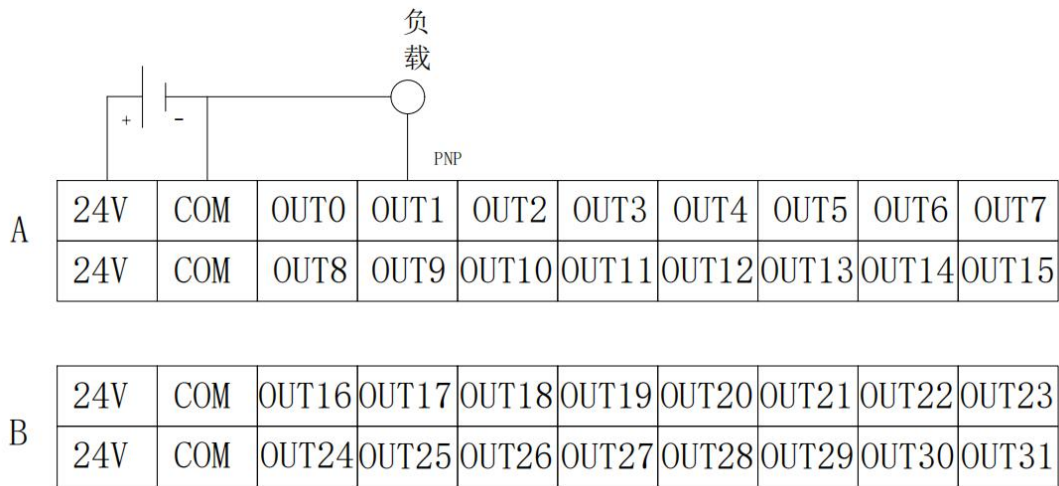 负
载
+ -
PNP
A
24V COM OUT0 OUT1 OUT2 OUT3 OUT4 OUT5 OUT6 OUT7
24V COM OUT8 OUT9 OUT10 OUT11 OUT12 OUT13 OUT14 OUT15
B
24V COM OUT16 OUT17 OUT18 OUT19 OUT20 OUT21 OUT22 OUT23
24V COM OUT24 OUT25 OUT26 OUT27 OUT28 OUT29 OUT30 OUT31